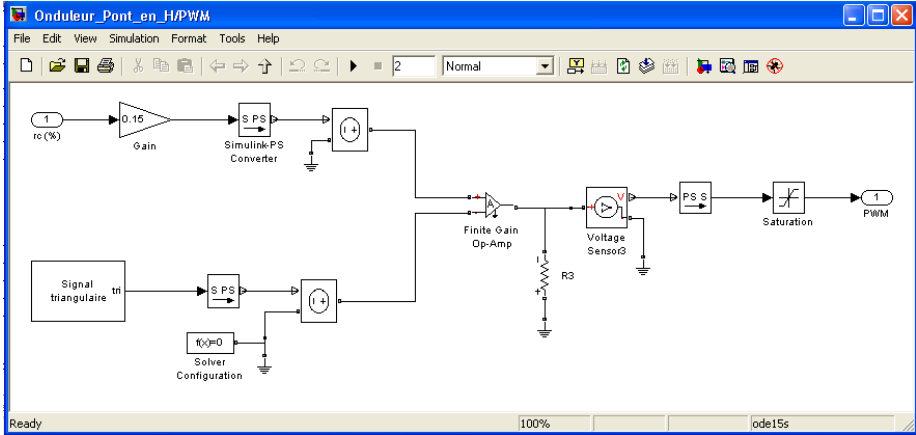 Onduleur_Pont_en_H/PWM
File Edit View Simulation Format Tools Help
2 Normal
1
rc (%)
0.15
Gain
S PS
Simulink-PS
Converter
A
Finite Gain
Op-Amp
V
Voltage
Sensor3
PS S
Saturation
1
PWM
R3
Signal
triangulaire
tri
S PS
f(x)=0
Solver
Configuration
Ready 100% ode15s